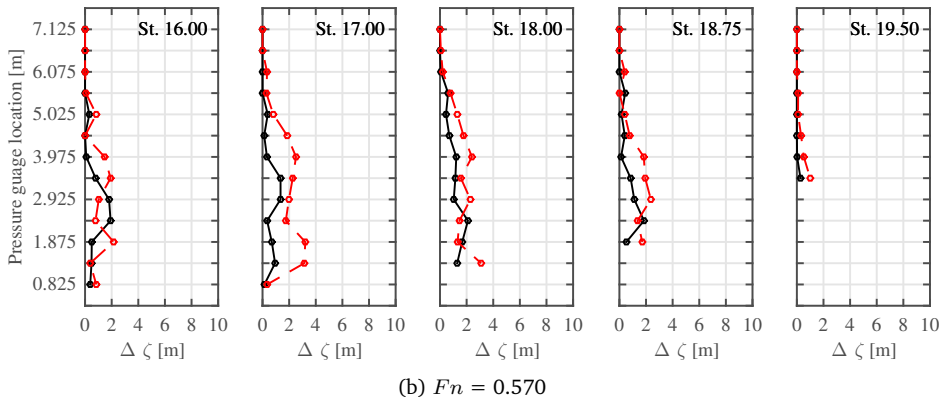 Pressure guage location [m]
7.125
6.075
5.025
3.975
2.925
1.875
0.825
St. 16.00
St. 17.00
St. 18.00
St. 18.75
St. 19.50
0 2 4 6 8 10
0 2 4 6 8 10
0 2 4 6 8 10
0 2 4 6 8 10
0 2 4 6 8 10
Δ ζ [m]
Δ ζ [m]
Δ ζ [m]
Δ ζ [m]
Δ ζ [m]
(b) Fn = 0.570